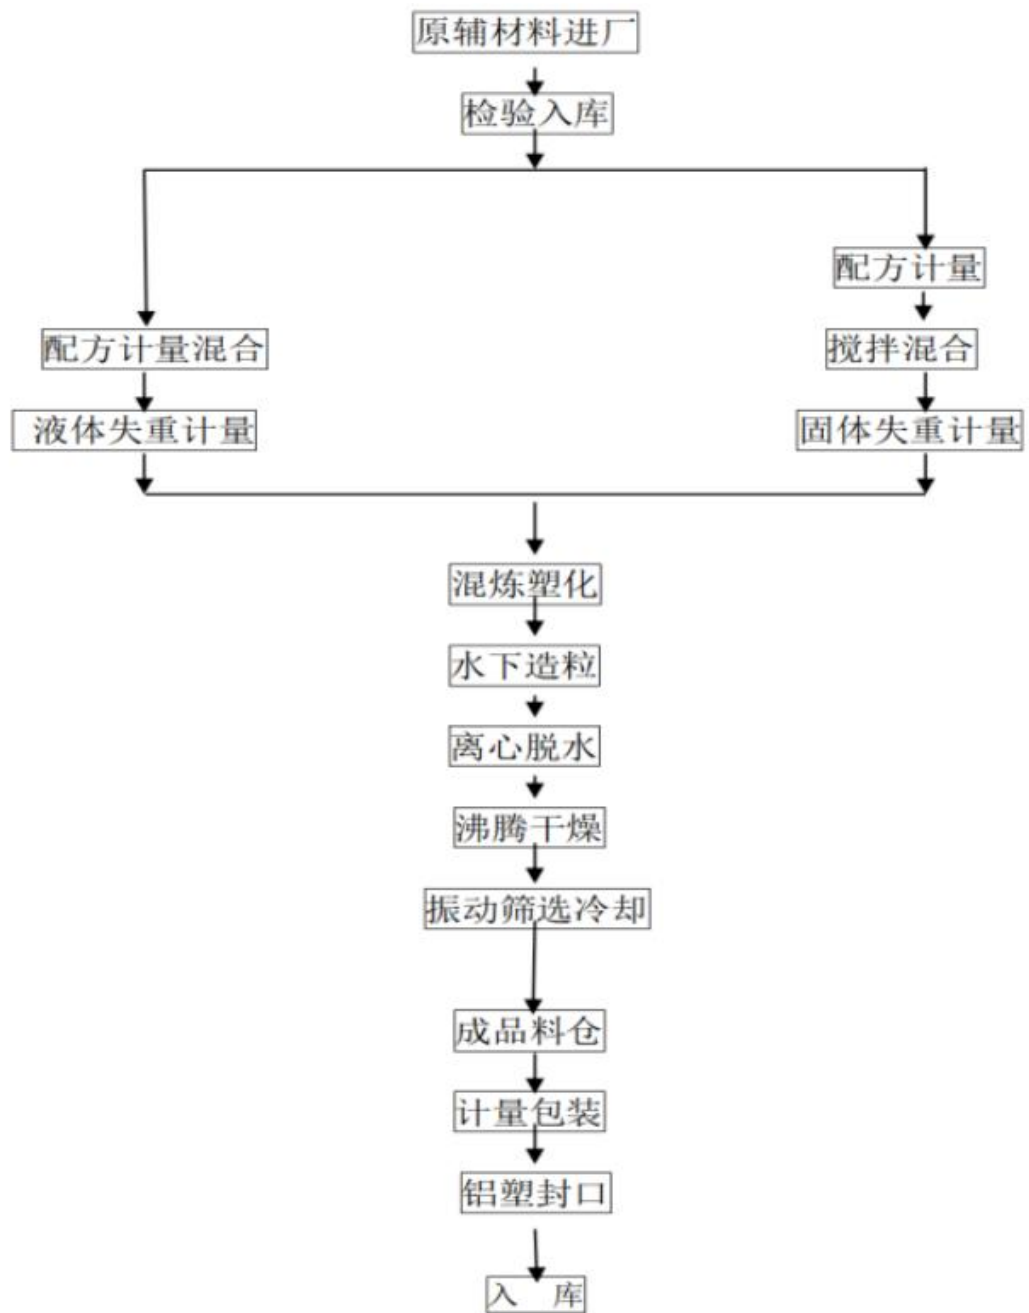 原辅材料进厂
检验入库
配方计量
配方计量混合
搅拌混合
液体失重计量
固体失重计量
混炼塑化
水下造粒
离心脱水
沸腾干燥
振动筛选冷却
成品料仓
计量包装
铝塑封口
入 库